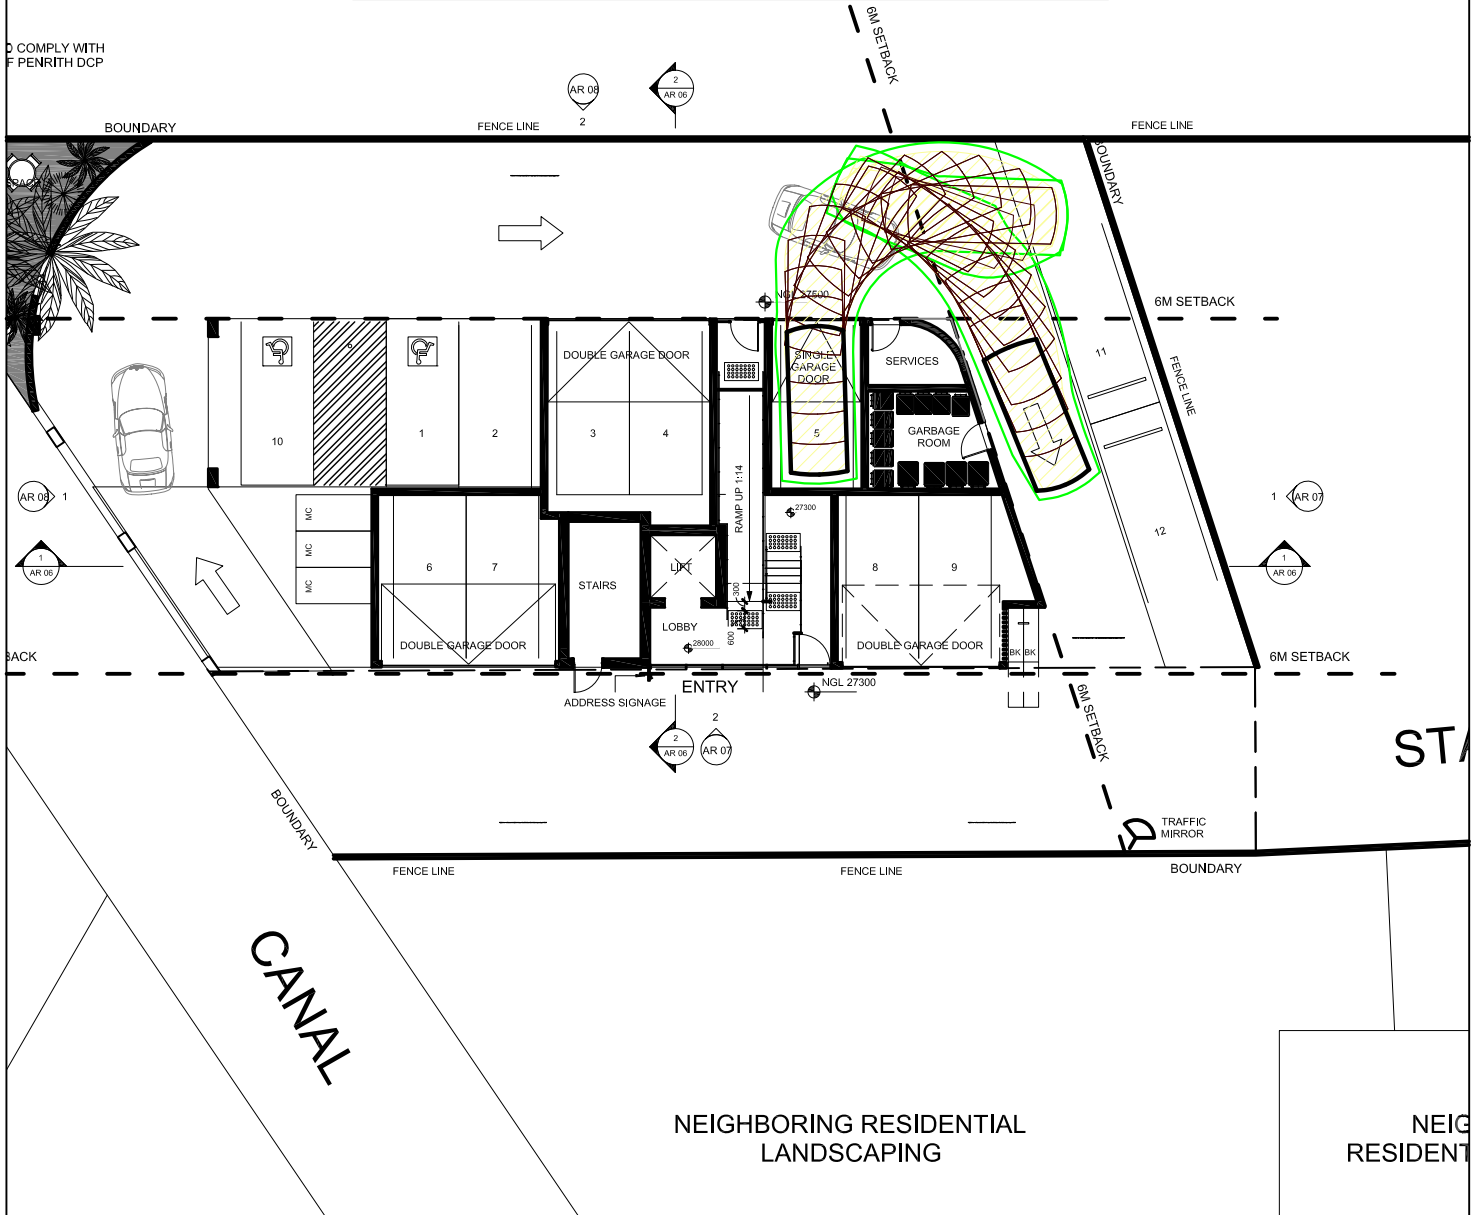 COMPLY WITH
F PENRITH DCP
6M SETBACK
AR 08
2
2
AR 06
BOUNDARY
FENCE LINE
FENCE LINE
BOUNDARY
6M SETBACK
SINGLE
GARAGE
DOOR
DOUBLE GARAGE DOOR
SERVICES
11
FENCE LINE
10
1
2
3
4
5
GARBAGE
ROOM
RAMP UP 1:14
AR 08
1
MC
MC
MC
27300
1
AR 07
12
1
AR 06
1
AR 06
6
7
STAIRS
LIFT
300
8
9
LOBBY
600
28000
DOUBLE GARAGE DOOR
DOUBLE GARAGE DOOR
BK
BK
BACK
6M SETBACK
ENTRY
NGL 27300
ADDRESS SIGNAGE
6M SETBACK
2
AR 06
2
AR 07
BOUNDARY
TRAFFIC
MIRROR
FENCE LINE
FENCE LINE
BOUNDARY
CANAL
NEIGHBORING RESIDENTIAL
LANDSCAPING
NEIG
RESIDENT